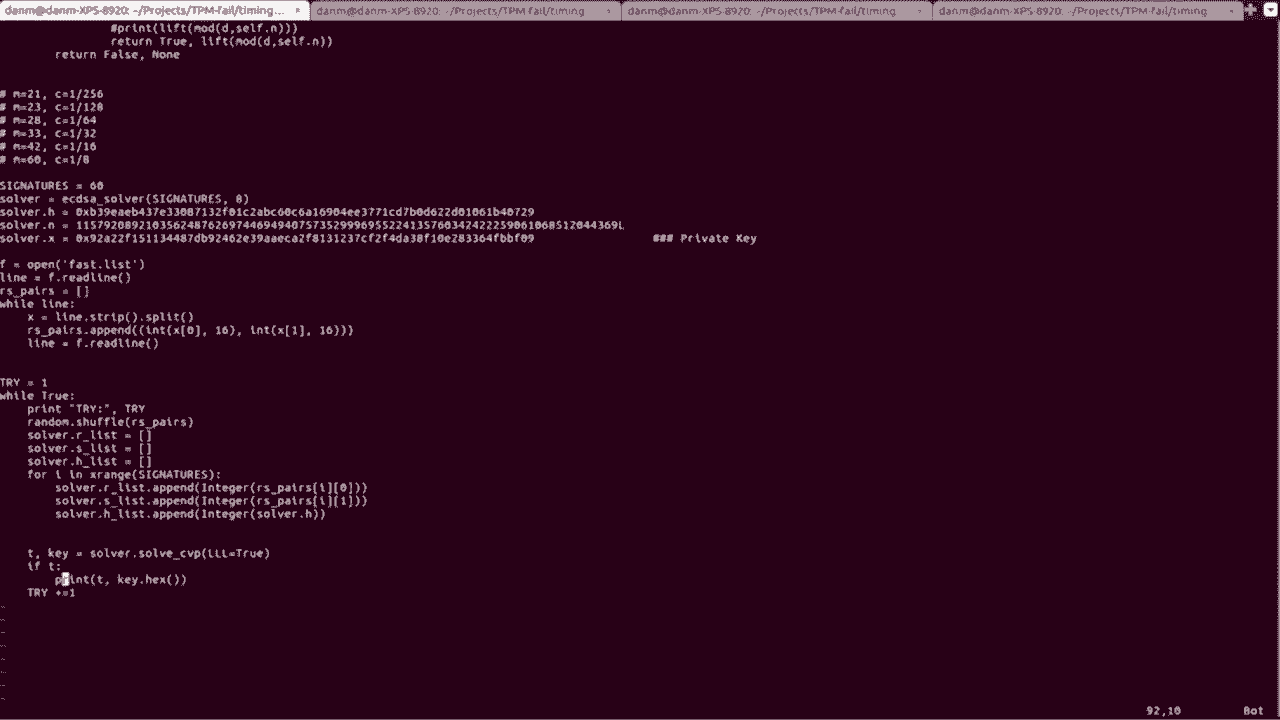 danm@danm-XPS-8920: ~/Projects/TPM-fail/timing... × danm@danm-XPS-8920: ~/Projects/TPM-fail/timing danm@danm-XPS-8920: ~/Projects/TPM-fail/timing danm@danm-XPS-8920: ~/Projects/TPM-fail/timing
#print(lift(mod(d,self.n)))
return True, lift(mod(d,self.n))
return False, None
# m=21, c=1/256
# m=23, c=1/128
# m=28, c=1/64
# m=33, c=1/32
# m=42, c=1/16
# m=60, c=1/8
SIGNATURES = 60
solver = ecdsa_solver(SIGNATURES, 8)
solver.h =
solver.n =
solver.x = ### Private Key
f = open('fast.list')
line = f.readline()
rs_pairs = []
while line:
x = line.strip().split()
rs_pairs.append((int(x[0], 16), int(x[1], 16)))
line = f.readline()
TRY = 1
while True:
print "TRY:", TRY
random.shuffle(rs_pairs)
solver.r_list = []
solver.s_list = []
solver.h_list = []
for i in xrange(SIGNATURES):
solver.r_list.append(Integer(rs_pairs[i][0]))
solver.s_list.append(Integer(rs_pairs[i][1]))
solver.h_list.append(Integer(solver.h))
t, key = solver.solve_cvp(LLL=True)
if t:
print(t, key.hex())
TRY +=1
~
~
~
~
~
~
~
~
92,10 Bot